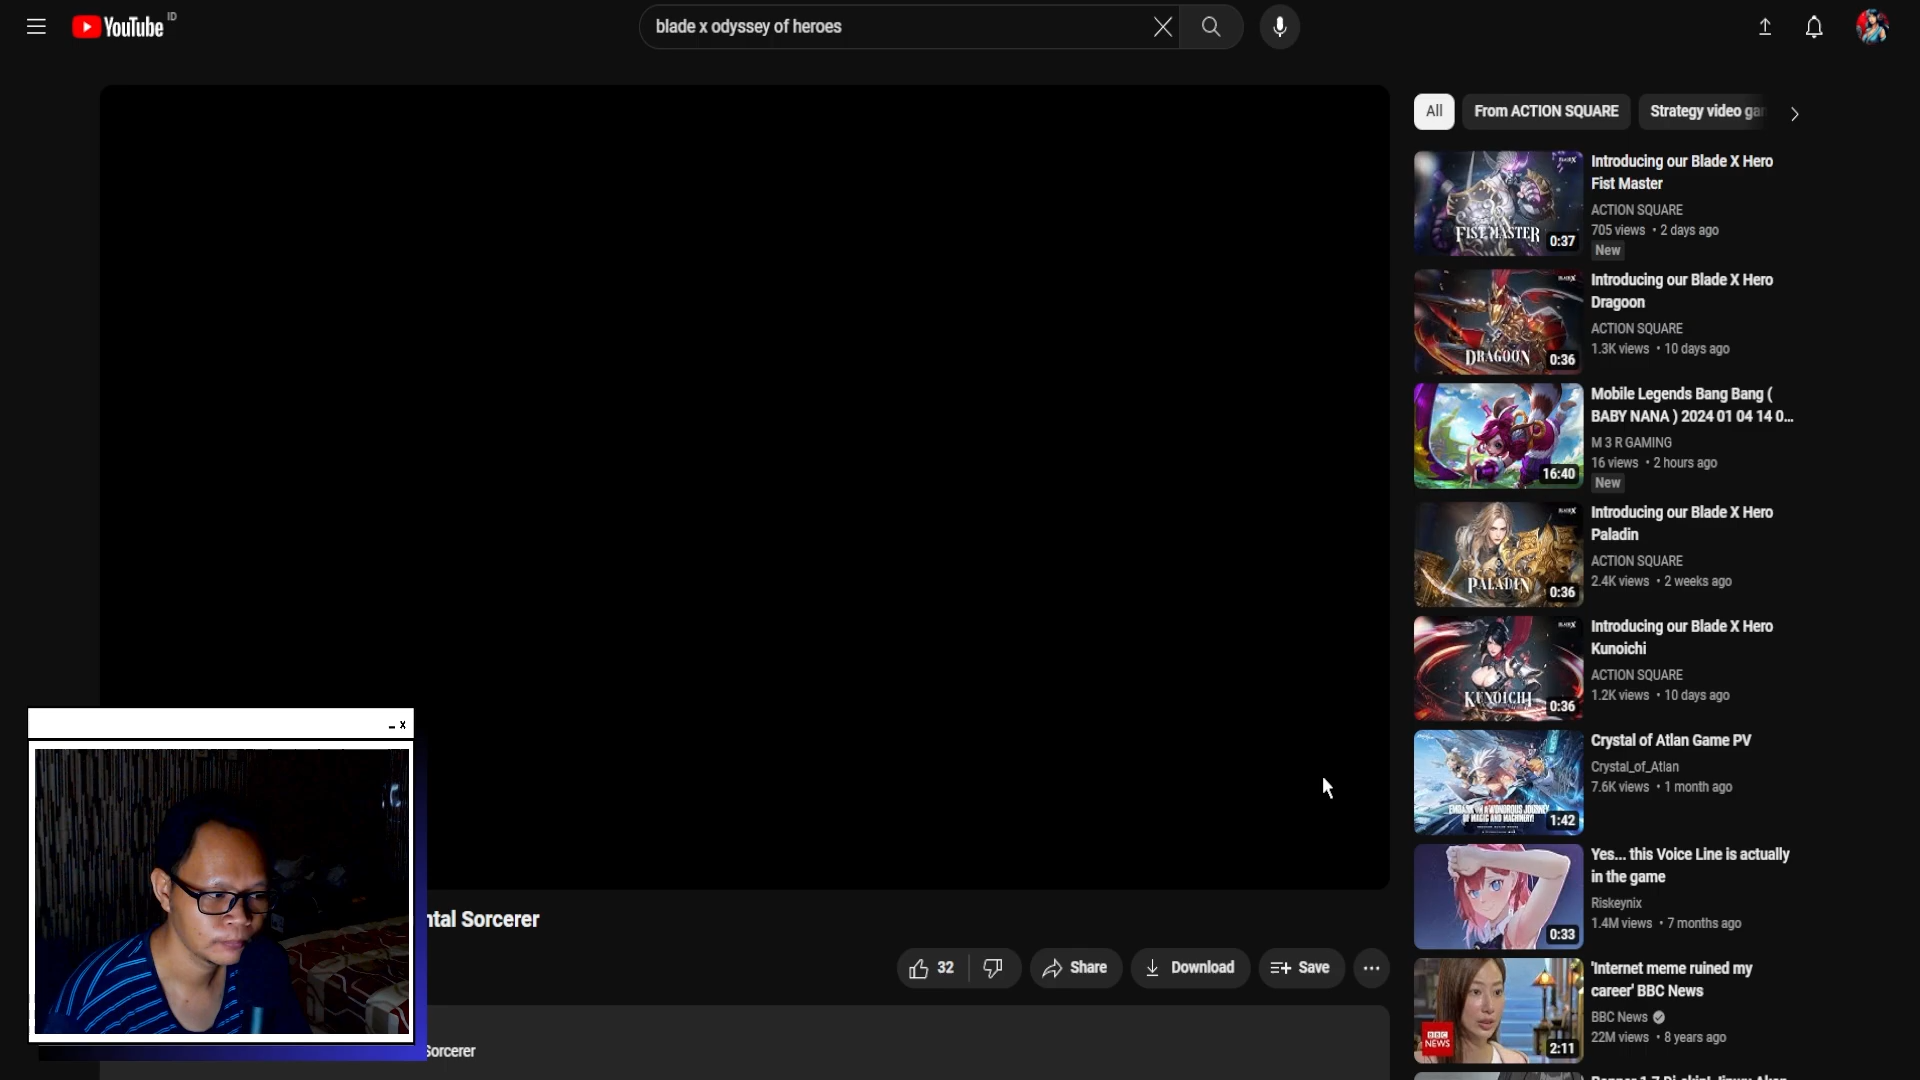 YouTube ID
blade x odyssey of heroes
All
From ACTION SQUARE
Strategy video
Introducing our Blade X Hero
Fist Master
ACTION SQUARE
705 views • 2 days ago
New
FIST MASTER
0:37
Introducing our Blade X Hero
Dragoon
ACTION SQUARE
1.3K views • 10 days ago
DRAGOON
0:36
Mobile Legends Bang Bang (
BABY NANA ) 2024 01 04 14 0...
M 3 R GAMING
16 views • 2 hours ago
New
16:40
Introducing our Blade X Hero
Paladin
ACTION SQUARE
2.4K views • 2 weeks ago
PALADIN
0:36
Introducing our Blade X Hero
Kunoichi
ACTION SQUARE
1.2K views • 10 days ago
KUNOICHI
0:36
Crystal of Atlan Game PV
Crystal_of_Atlan
7.6K views • 1 month ago
EMBARK ON A WONDROUS JOURNEY
OF MAGIC AND MACHINERY!
1:42
Yes... this Voice Line is actually
in the game
Riskeynix
1.4M views • 7 months ago
0:33
'Internet meme ruined my
career' BBC News
BBC News
22M views • 8 years ago
BBC
NEWS
2:11
ntal Sorcerer
32
Share
Download
Save
Sorcerer